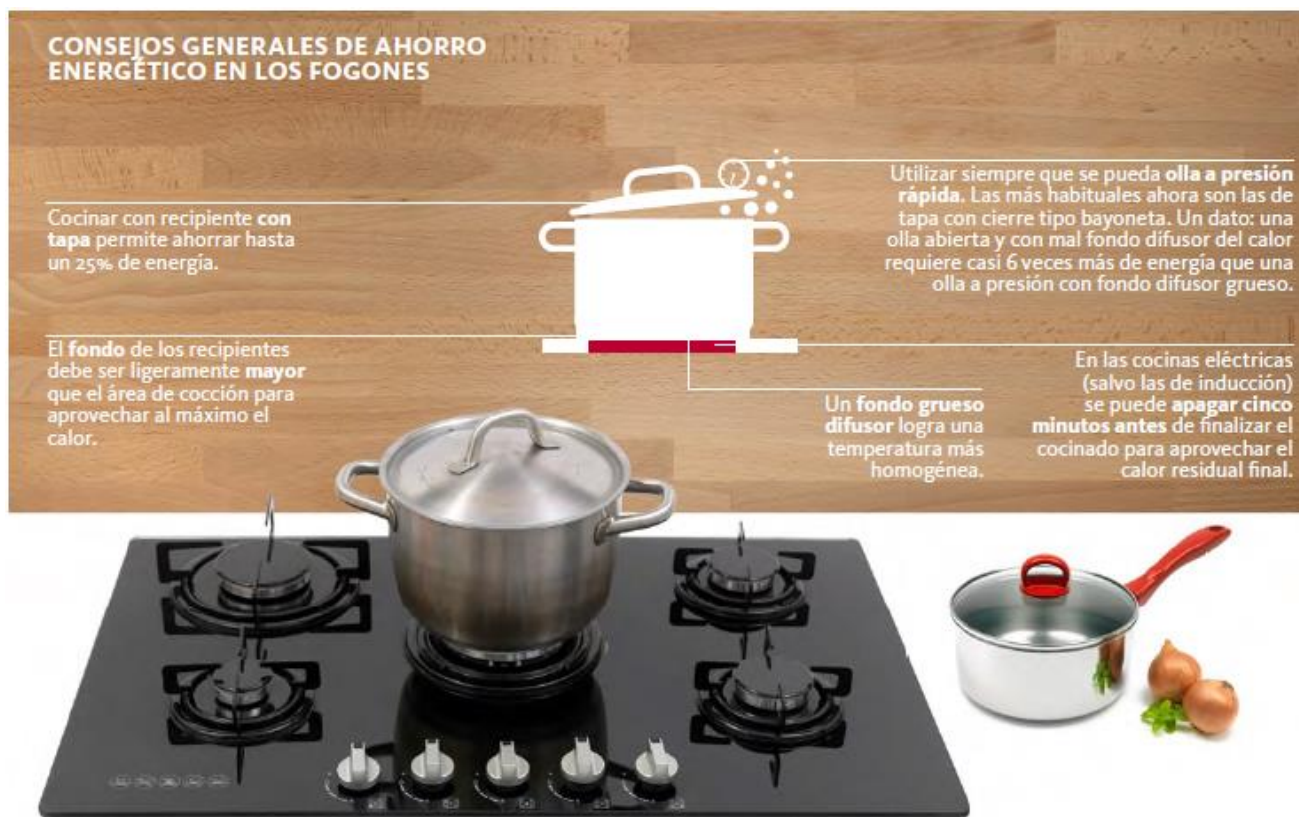 CONSEJOS GENERALES DE AHORRO
ENERGÉTICO EN LOS FOGONES
Cocinar con recipiente con
tapa permite ahorrar hasta
un 25% de energía.
El fondo de los recipientes
debe ser ligeramente mayor
que el área de cocción para
aprovechar al máximo el
calor.
Utilizar siempre que se pueda olla a presión
rápida. Las más habituales ahora son las de
tapa con cierre tipo bayoneta. Un dato: una
olla abierta y con mal fondo difusor del calor
requiere casi 6 veces más de energía que una
olla a presión con fondo difusor grueso.
Un fondo grueso
difusor logra una
temperatura más
homogénea.
En las cocinas eléctricas
(salvo las de inducción)
se puede apagar cinco
minutos antes de finalizar el
cocinado para aprovechar el
calor residual final.